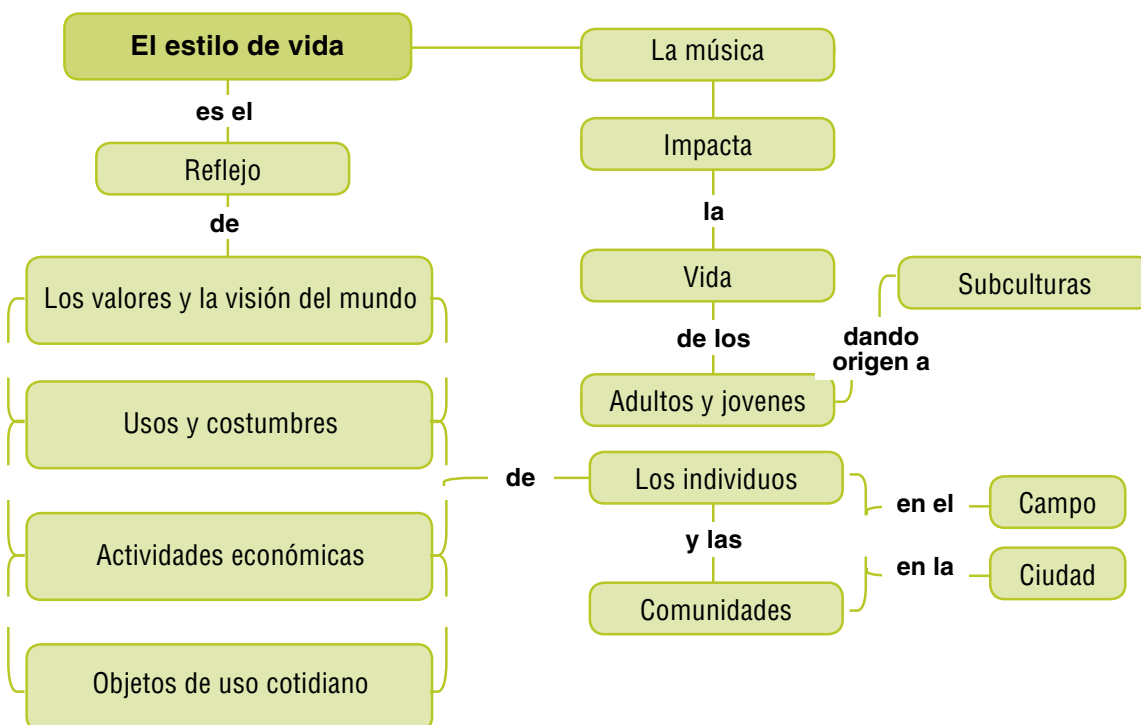 El estilo de vida
es el
Reflejo
de
Los valores y la visión del mundo
Usos y costumbres
Actividades económicas
Objetos de uso cotidiano
La música
Impacta
la
Vida
de los
Adultos y jovenes
dando
origen a
Subculturas
de
Los individuos
y las
Comunidades
en el
Campo
en la
Ciudad